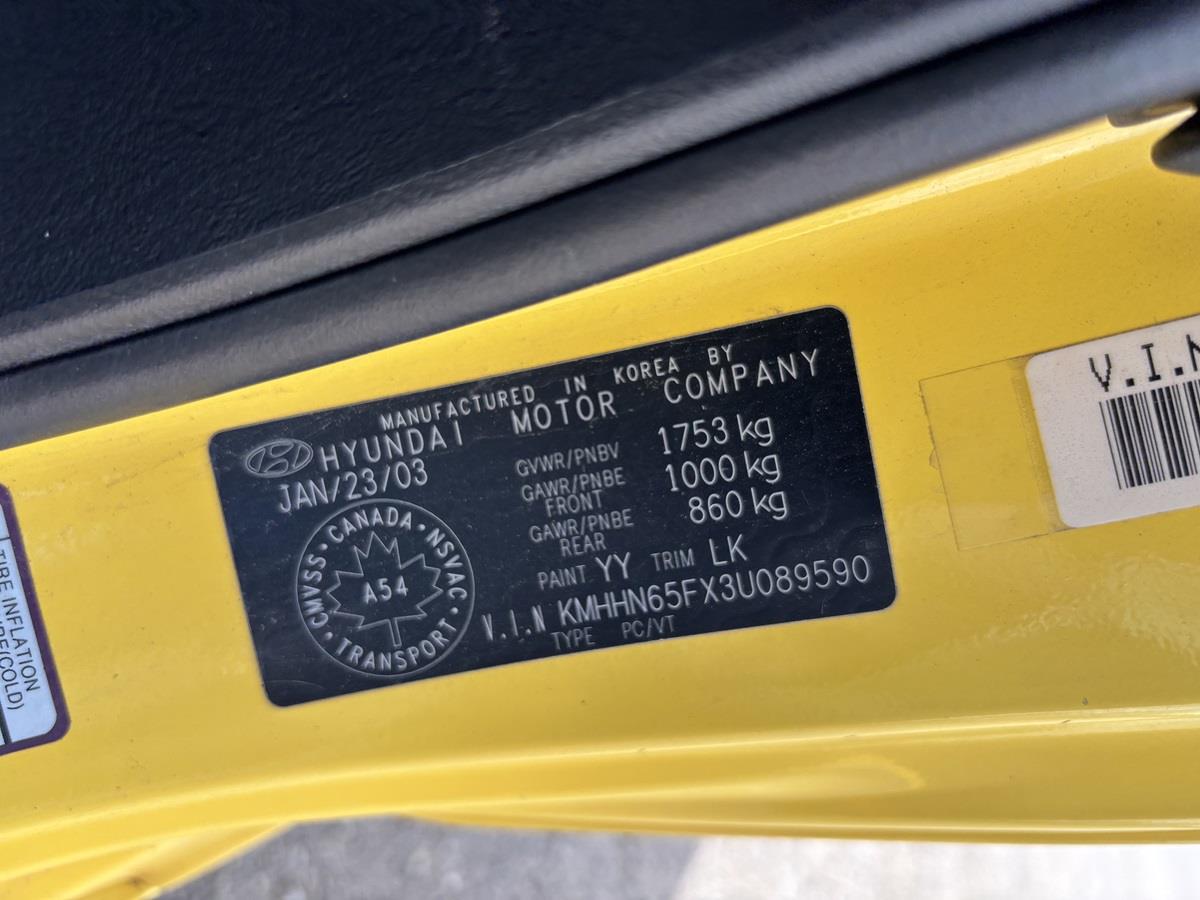 MANUFACTURED IN KOREA BY
HYUNDAI MOTOR COMPANY
JAN/23/03
GVWR/PNBV 1753 kg
GAWR/PNBE FRONT 1000 kg
GAWR/PNBE REAR 860 kg
PAINT YY TRIM LK
V.I.N KMHHN65FX3U089590
TYPE PC/VT
CANADA · NSVAC · TRANSPORT · CMVSS
A54
TIRE INFLATION
(COLD)
V.I.N